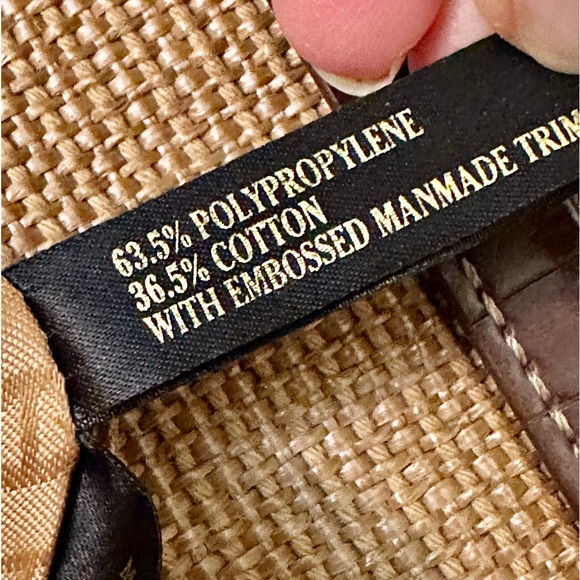 63.5% POLYPROPYLENE
36.5% COTTON
WITH EMBOSSED MANMADE TRIM